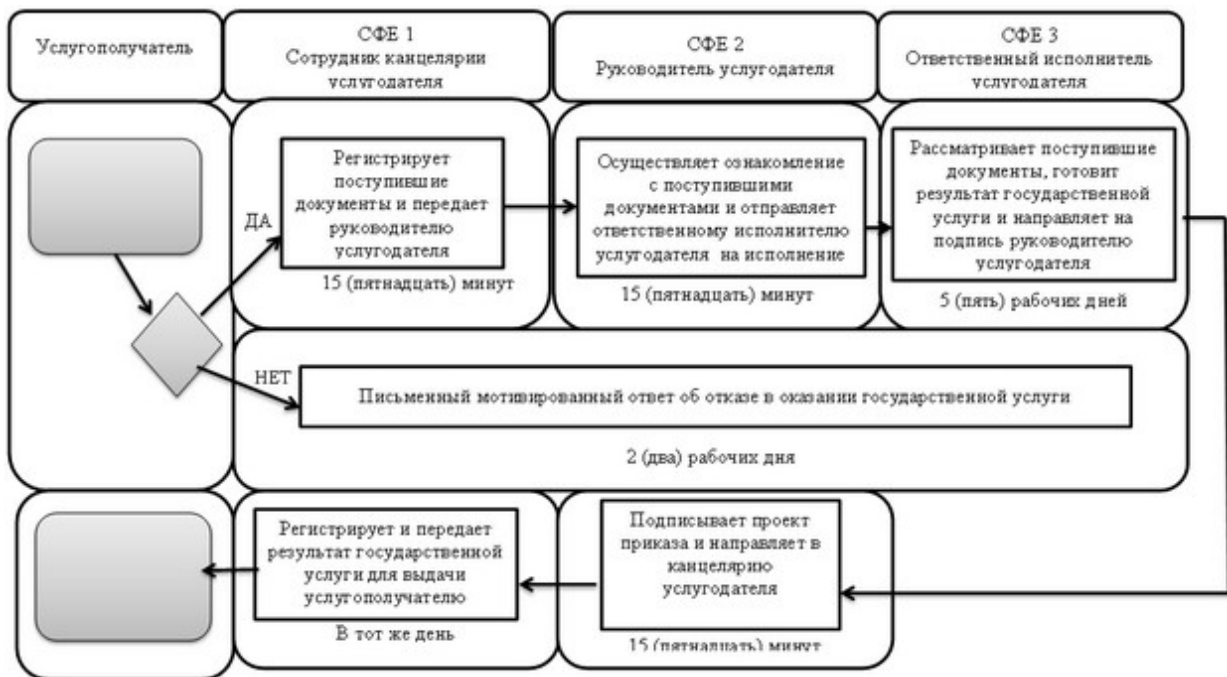 Услугополучатель
СФЕ 1
Сотрудник канцелярии
услугодателя
СФЕ 2
Руководитель услугодателя
СФЕ 3
Ответственный исполнитель
услугодателя
ДА
Регистрирует
поступившие
документы и передает
руководителю
услугодателя
15 (пятнадцать) минут
Осуществляет ознакомление
с поступившими
документами и отправляет
ответственному исполнителю
услугодателя на исполнение
15 (пятнадцать) минут
Рассматривает поступившие
документы, готовит
результат государственной
услуги и направляет на
подпись руководителю
услугодателя
5 (пять) рабочих дней
НЕТ
Письменный мотивированный ответ об отказе в оказании государственной услуги
2 (два) рабочих дня
Регистрирует и передает
результат государственной
услуги для выдачи
услугополучателю
В тот же день
Подписывает проект
приказа и направляет в
канцелярию
услугодателя
15 (пятнадцать) минут